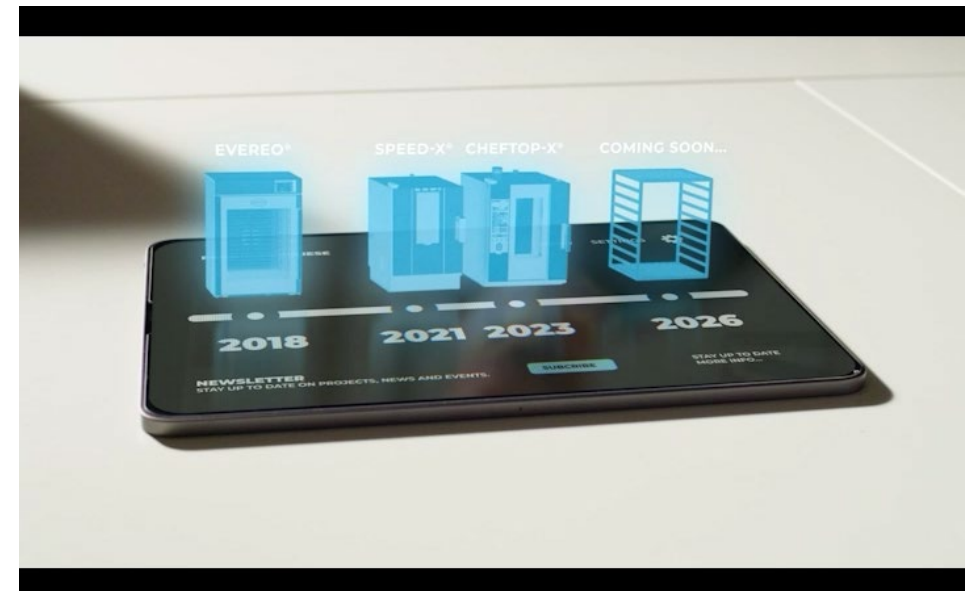 EVEREO®
SPEED-X® CHEFTOP-X®
COMING SOON...
2018
2021
2023
2026
NEWSLETTER
STAY UP TO DATE ON PROJECTS, NEWS AND EVENTS.
SUBCRIBE
STAY UP TO DATE
MORE INFO...